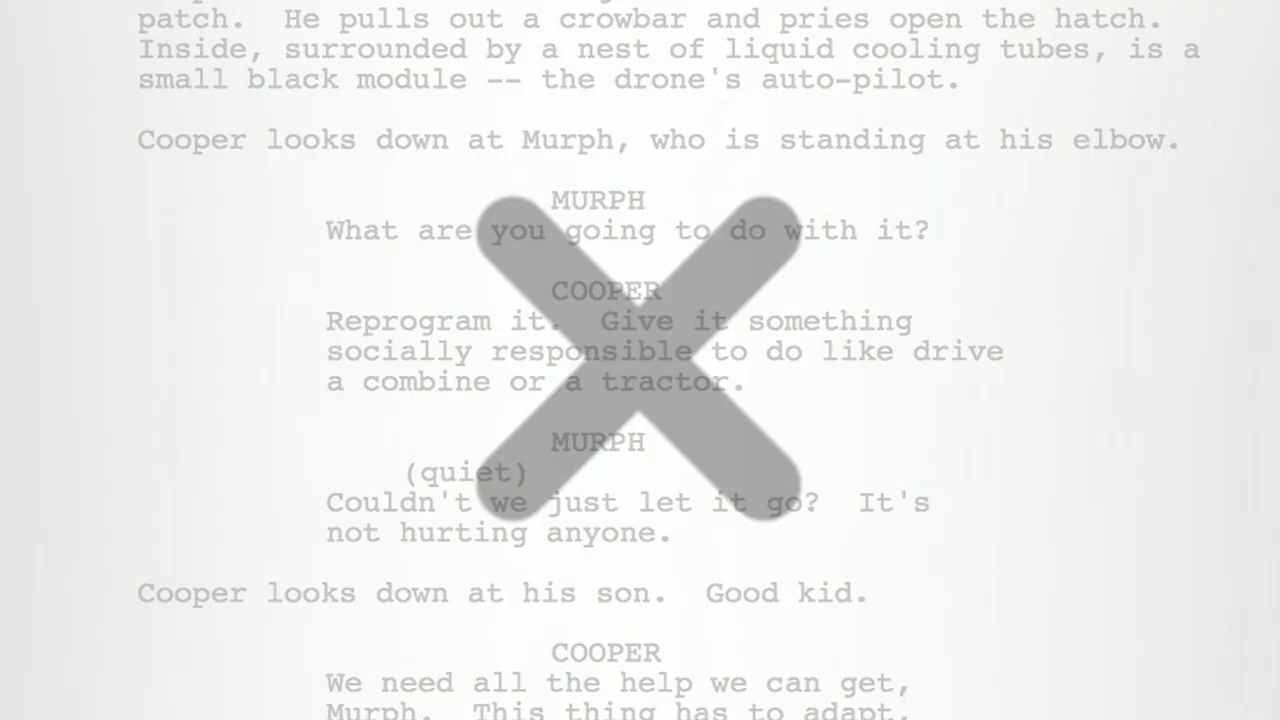 patch.  He pulls out a crowbar and pries open the hatch.
Inside, surrounded by a nest of liquid cooling tubes, is a
small black module -- the drone's auto-pilot.
Cooper looks down at Murph, who is standing at his elbow.
MURPH
What are you going to do with it?
COOPER
Reprogram it.  Give it something
socially responsible to do like drive
a combine or a tractor.
MURPH
(quiet)
Couldn't we just let it go?  It's
not hurting anyone.
Cooper looks down at his son.  Good kid.
COOPER
We need all the help we can get,
Murph.  This thing has to adapt,